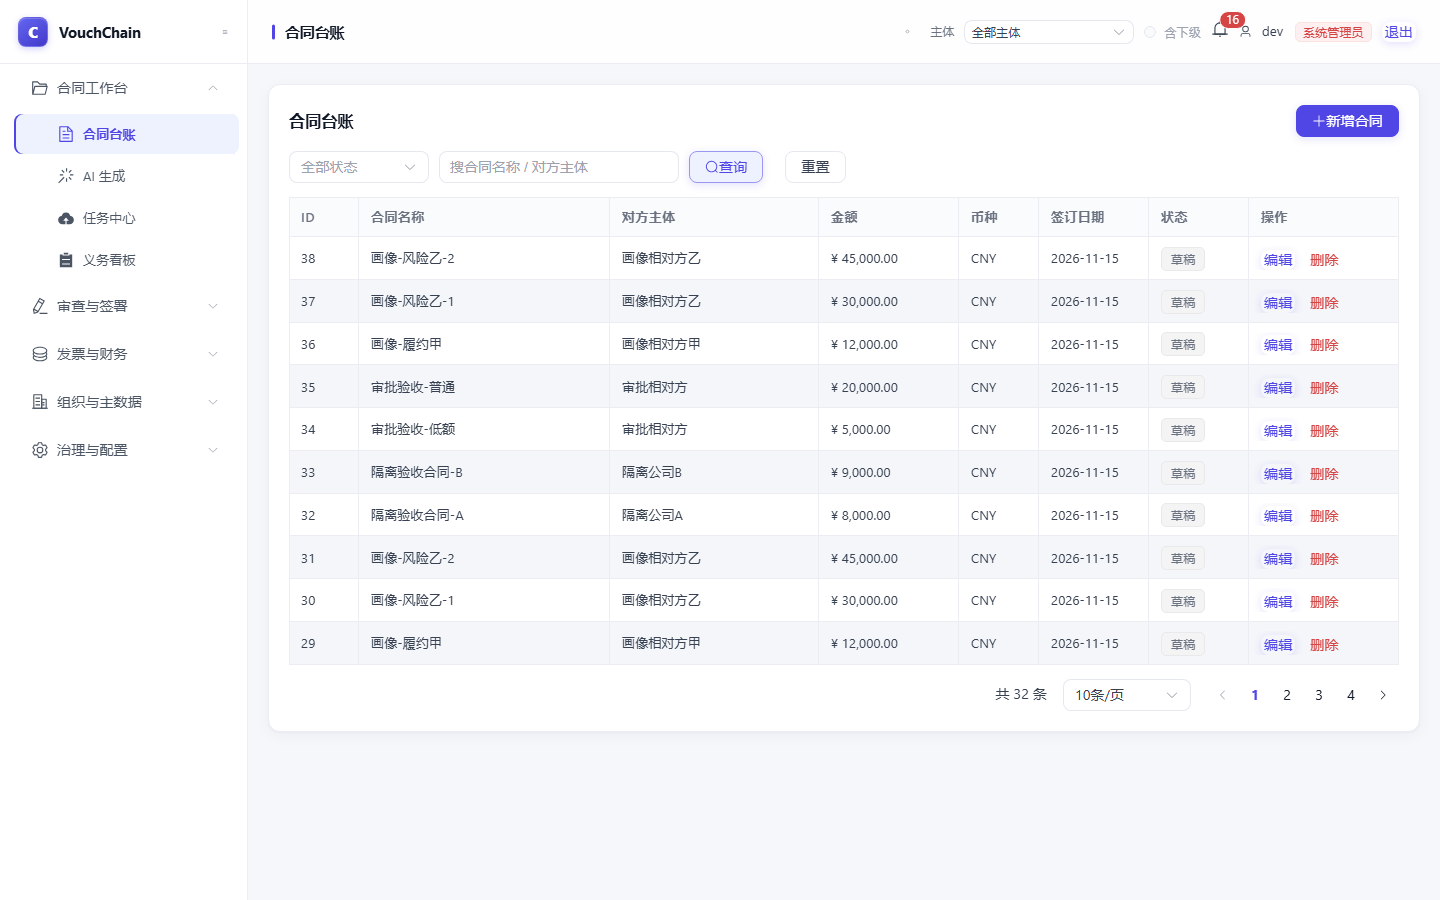 C VouchChain
合同台账
主体 全部主体 含下级 16 dev 系统管理员 退出
合同工作台
合同台账
AI 生成
任务中心
义务看板
审查与签署
发票与财务
组织与主数据
治理与配置
合同台账
+新增合同
全部状态 搜合同名称 / 对方主体 查询 重置
ID 合同名称 对方主体 金额 币种 签订日期 状态 操作
38 画像-风险乙-2 画像相对方乙 ¥ 45,000.00 CNY 2026-11-15 草稿 编辑 删除
37 画像-风险乙-1 画像相对方乙 ¥ 30,000.00 CNY 2026-11-15 草稿 编辑 删除
36 画像-履约甲 画像相对方甲 ¥ 12,000.00 CNY 2026-11-15 草稿 编辑 删除
35 审批验收-普通 审批相对方 ¥ 20,000.00 CNY 2026-11-15 草稿 编辑 删除
34 审批验收-低额 审批相对方 ¥ 5,000.00 CNY 2026-11-15 草稿 编辑 删除
33 隔离验收合同-B 隔离公司B ¥ 9,000.00 CNY 2026-11-15 草稿 编辑 删除
32 隔离验收合同-A 隔离公司A ¥ 8,000.00 CNY 2026-11-15 草稿 编辑 删除
31 画像-风险乙-2 画像相对方乙 ¥ 45,000.00 CNY 2026-11-15 草稿 编辑 删除
30 画像-风险乙-1 画像相对方乙 ¥ 30,000.00 CNY 2026-11-15 草稿 编辑 删除
29 画像-履约甲 画像相对方甲 ¥ 12,000.00 CNY 2026-11-15 草稿 编辑 删除
共 32 条 10条/页 1 2 3 4